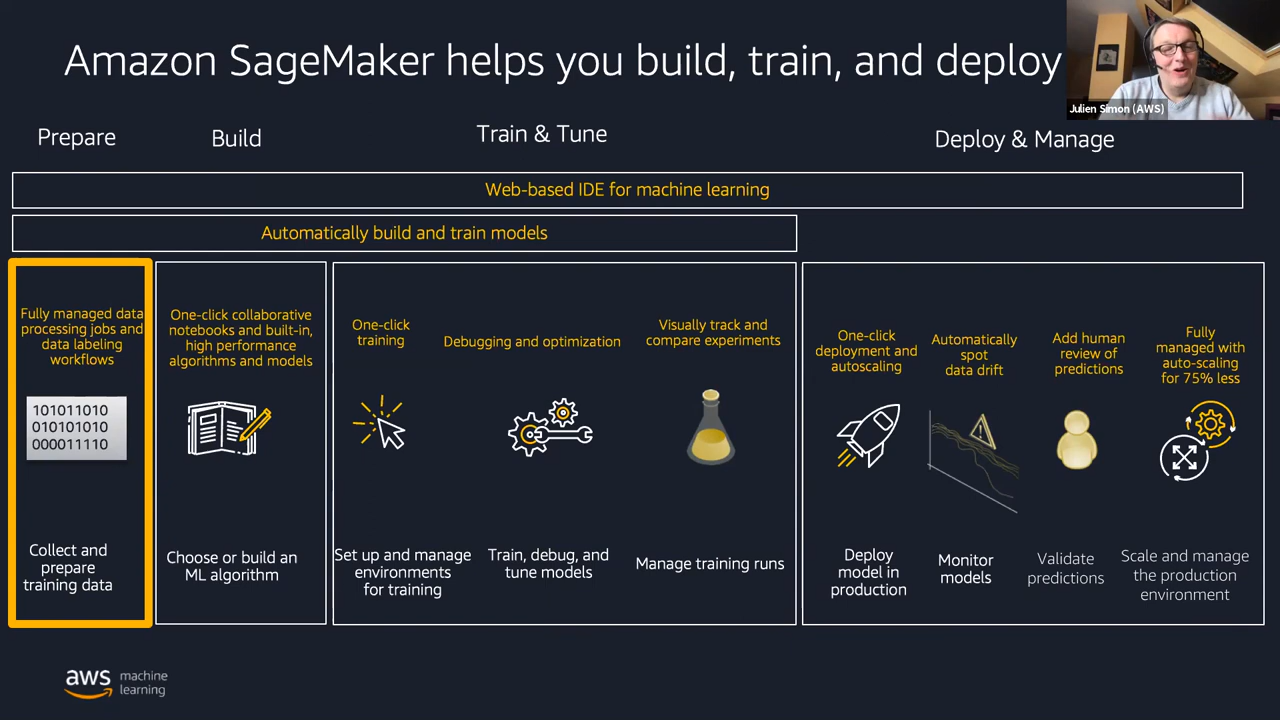 Amazon SageMaker helps you build, train, and deploy
Julien Simon (AWS)
Prepare
Build
Train & Tune
Deploy & Manage
Web-based IDE for machine learning
Automatically build and train models
Fully managed data
processing jobs and
data labeling
workflows
101011010
010101010
000011110
Collect and
prepare
training data
One-click collaborative
notebooks and built-in,
high performance
algorithms and models
Choose or build an
ML algorithm
One-click
training
Set up and manage
environments
for training
Debugging and optimization
Train, debug, and
tune models
Visually track and
compare experiments
Manage training runs
One-click
deployment and
autoscaling
Deploy
model in
production
Automatically
spot
data drift
Monitor
models
Add human
review of
predictions
Validate
predictions
Fully
managed with
auto-scaling
for 75% less
Scale and manage
the production
environment
aws machine
learning